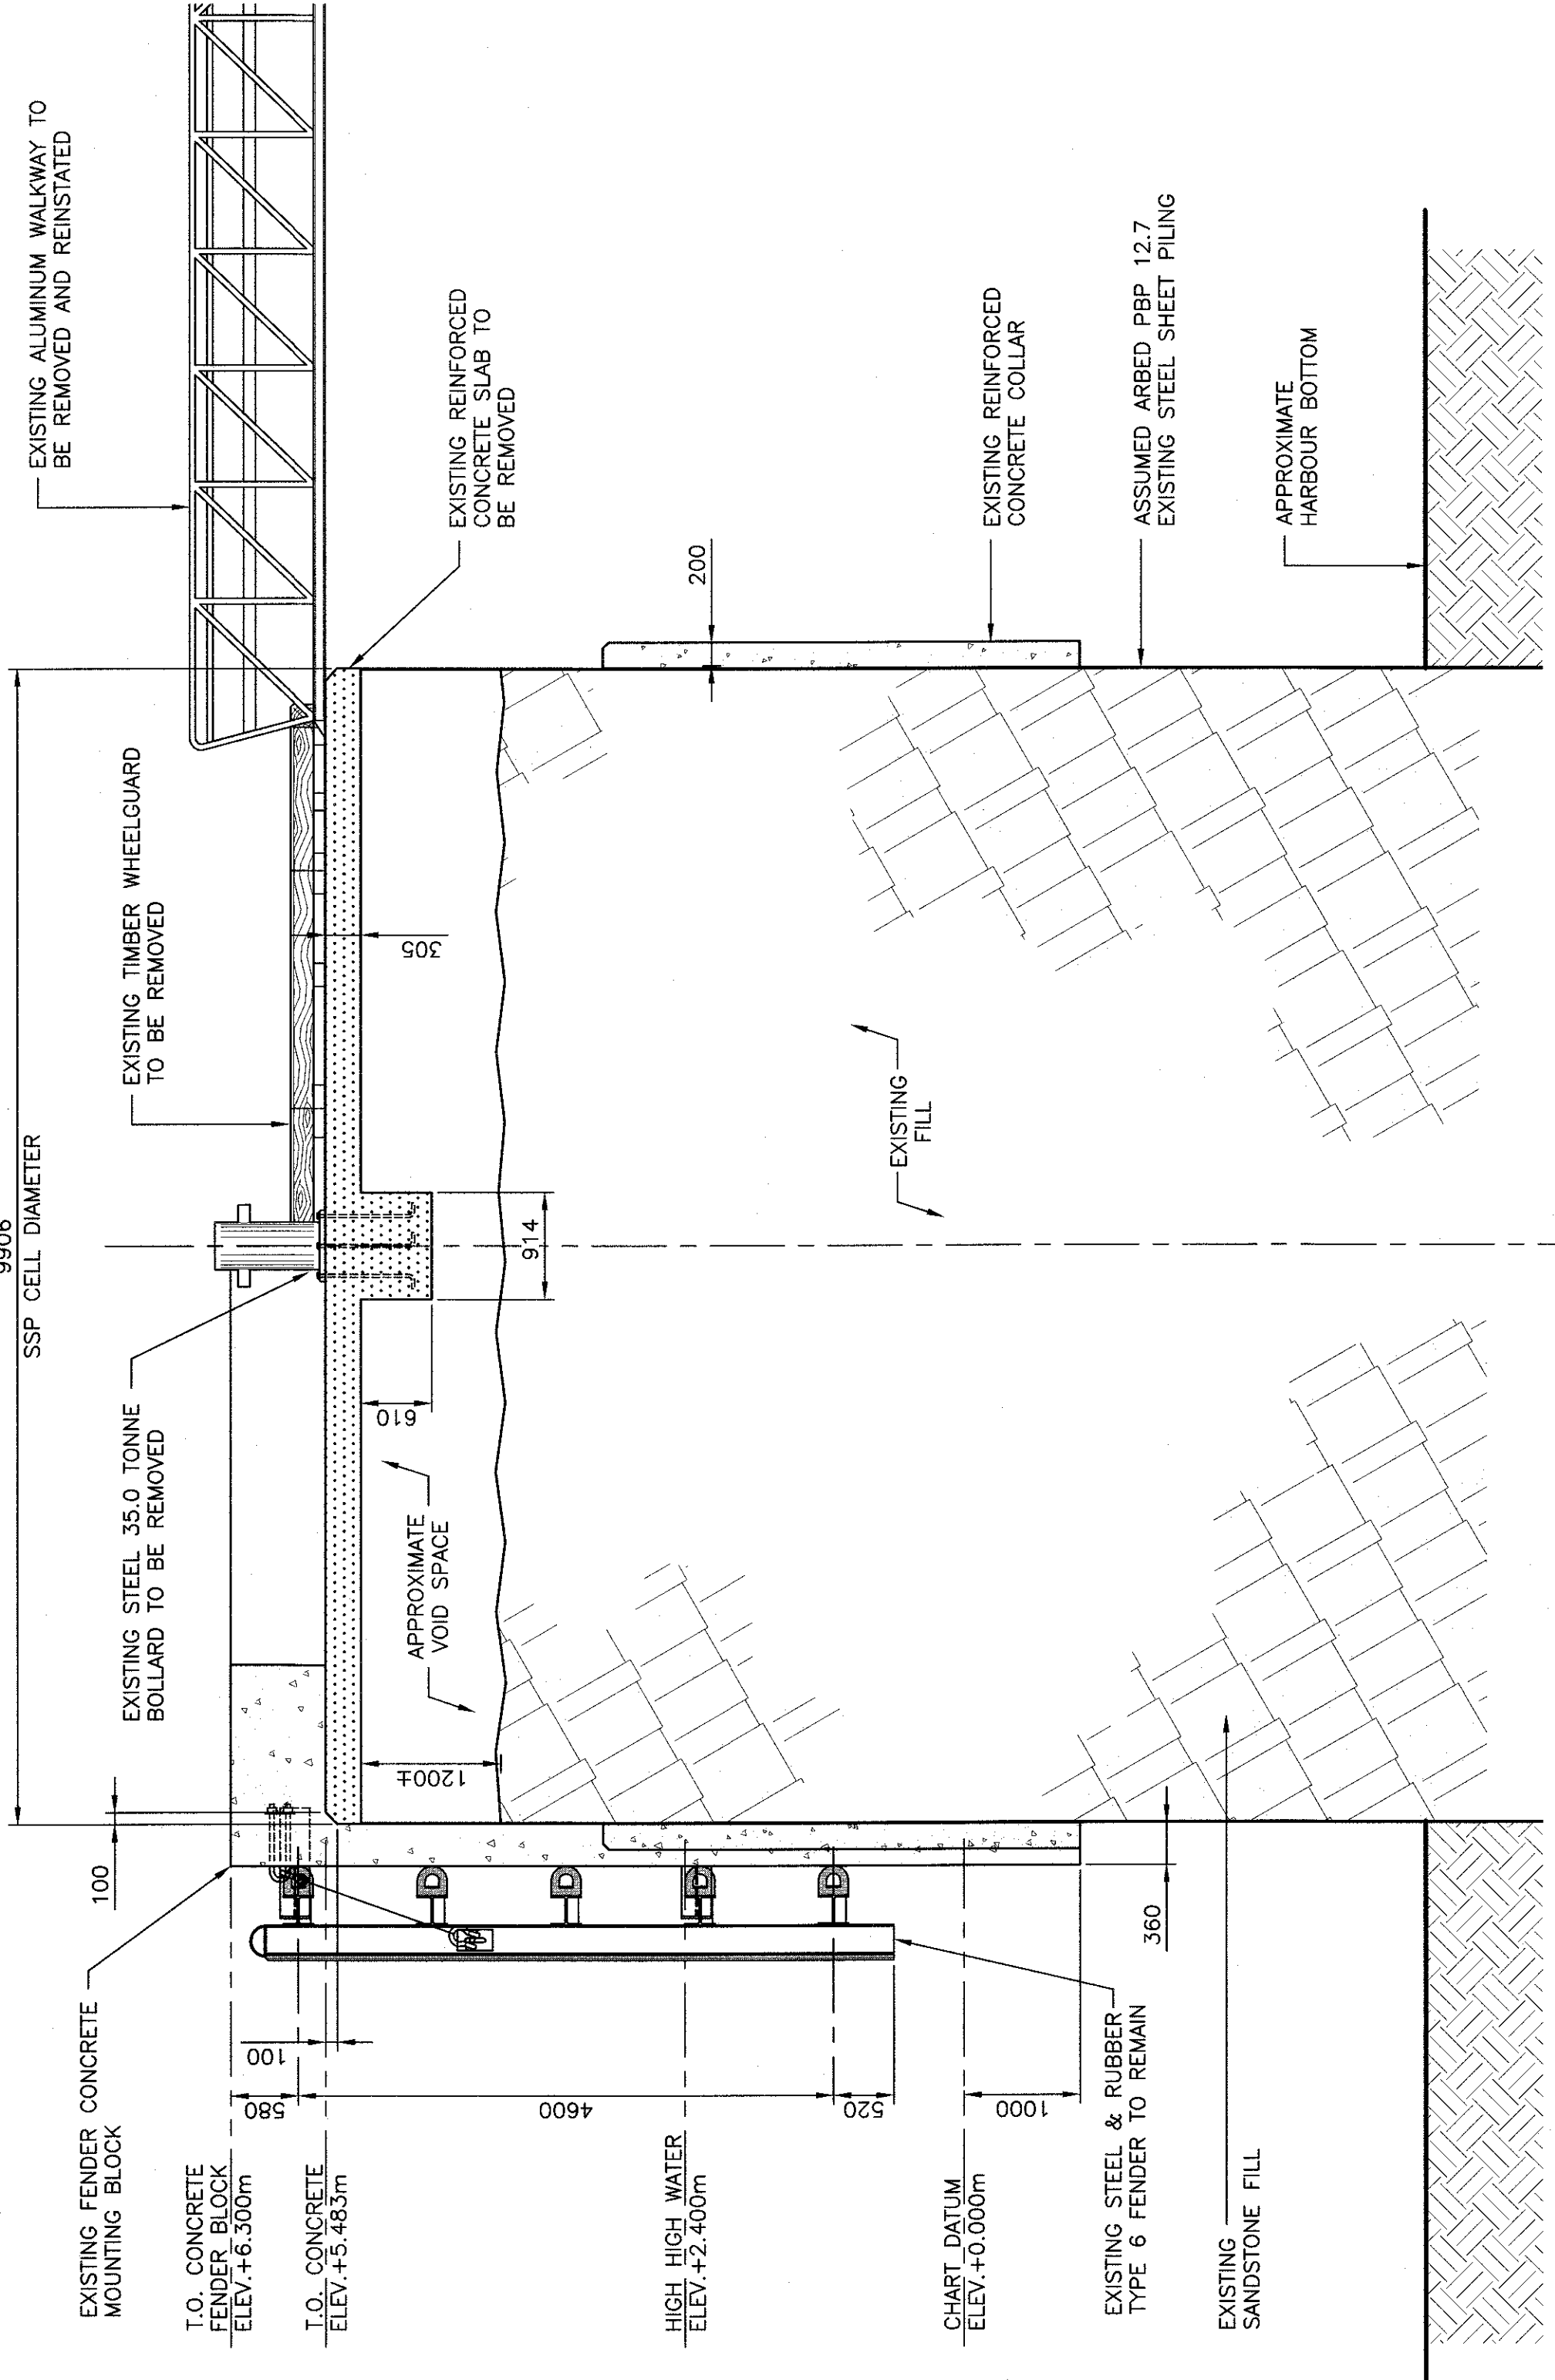 9906
SSP CELL DIAMETER
EXISTING ALUMINUM WALKWAY TO
BE REMOVED AND REINSTATED
EXISTING TIMBER WHEELGUARD
TO BE REMOVED
EXISTING STEEL 35.0 TONNE
BOLLARD TO BE REMOVED
100
EXISTING FENDER CONCRETE
MOUNTING BLOCK
T.O. CONCRETE
FENDER BLOCK
ELEV.+6.300m
T.O. CONCRETE
ELEV.+5.483m
HIGH HIGH WATER
ELEV.+2.400m
CHART DATUM
ELEV.+0.000m
580
100
4600
520
1000
EXISTING STEEL & RUBBER
TYPE 6 FENDER TO REMAIN
EXISTING
SANDSTONE FILL
360
1200±
APPROXIMATE
VOID SPACE
610
914
305
EXISTING
FILL
EXISTING REINFORCED
CONCRETE SLAB TO
BE REMOVED
200
EXISTING REINFORCED
CONCRETE COLLAR
ASSUMED ARBED PBP 12.7
EXISTING STEEL SHEET PILING
APPROXIMATE
HARBOUR BOTTOM